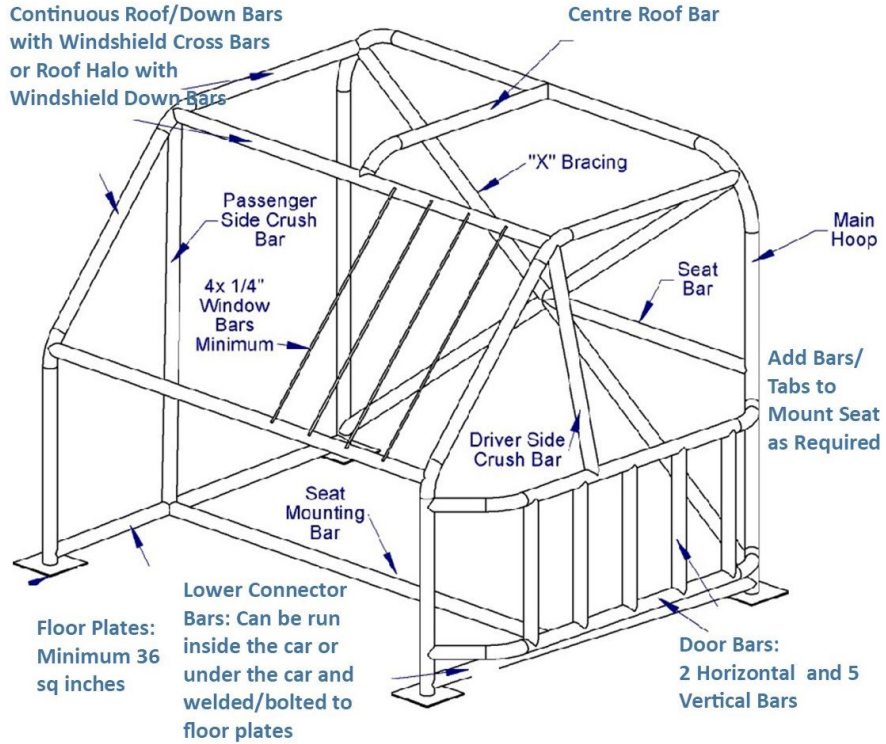 Continuous Roof/Down Bars
with Windshield Cross Bars
or Roof Halo with
Windshield Down Bars
Centre Roof Bar
"X" Bracing
Passenger
Side Crush
Bar
Main
Hoop
Seat
Bar
4x 1/4"
Window
Bars
Minimum
Add Bars/
Tabs to
Mount Seat
as Required
Driver Side
Crush Bar
Seat
Mounting
Bar
Lower Connector
Bars: Can be run
inside the car or
under the car and
welded/bolted to
floor plates
Floor Plates:
Minimum 36
sq inches
Door Bars:
2 Horizontal and 5
Vertical Bars